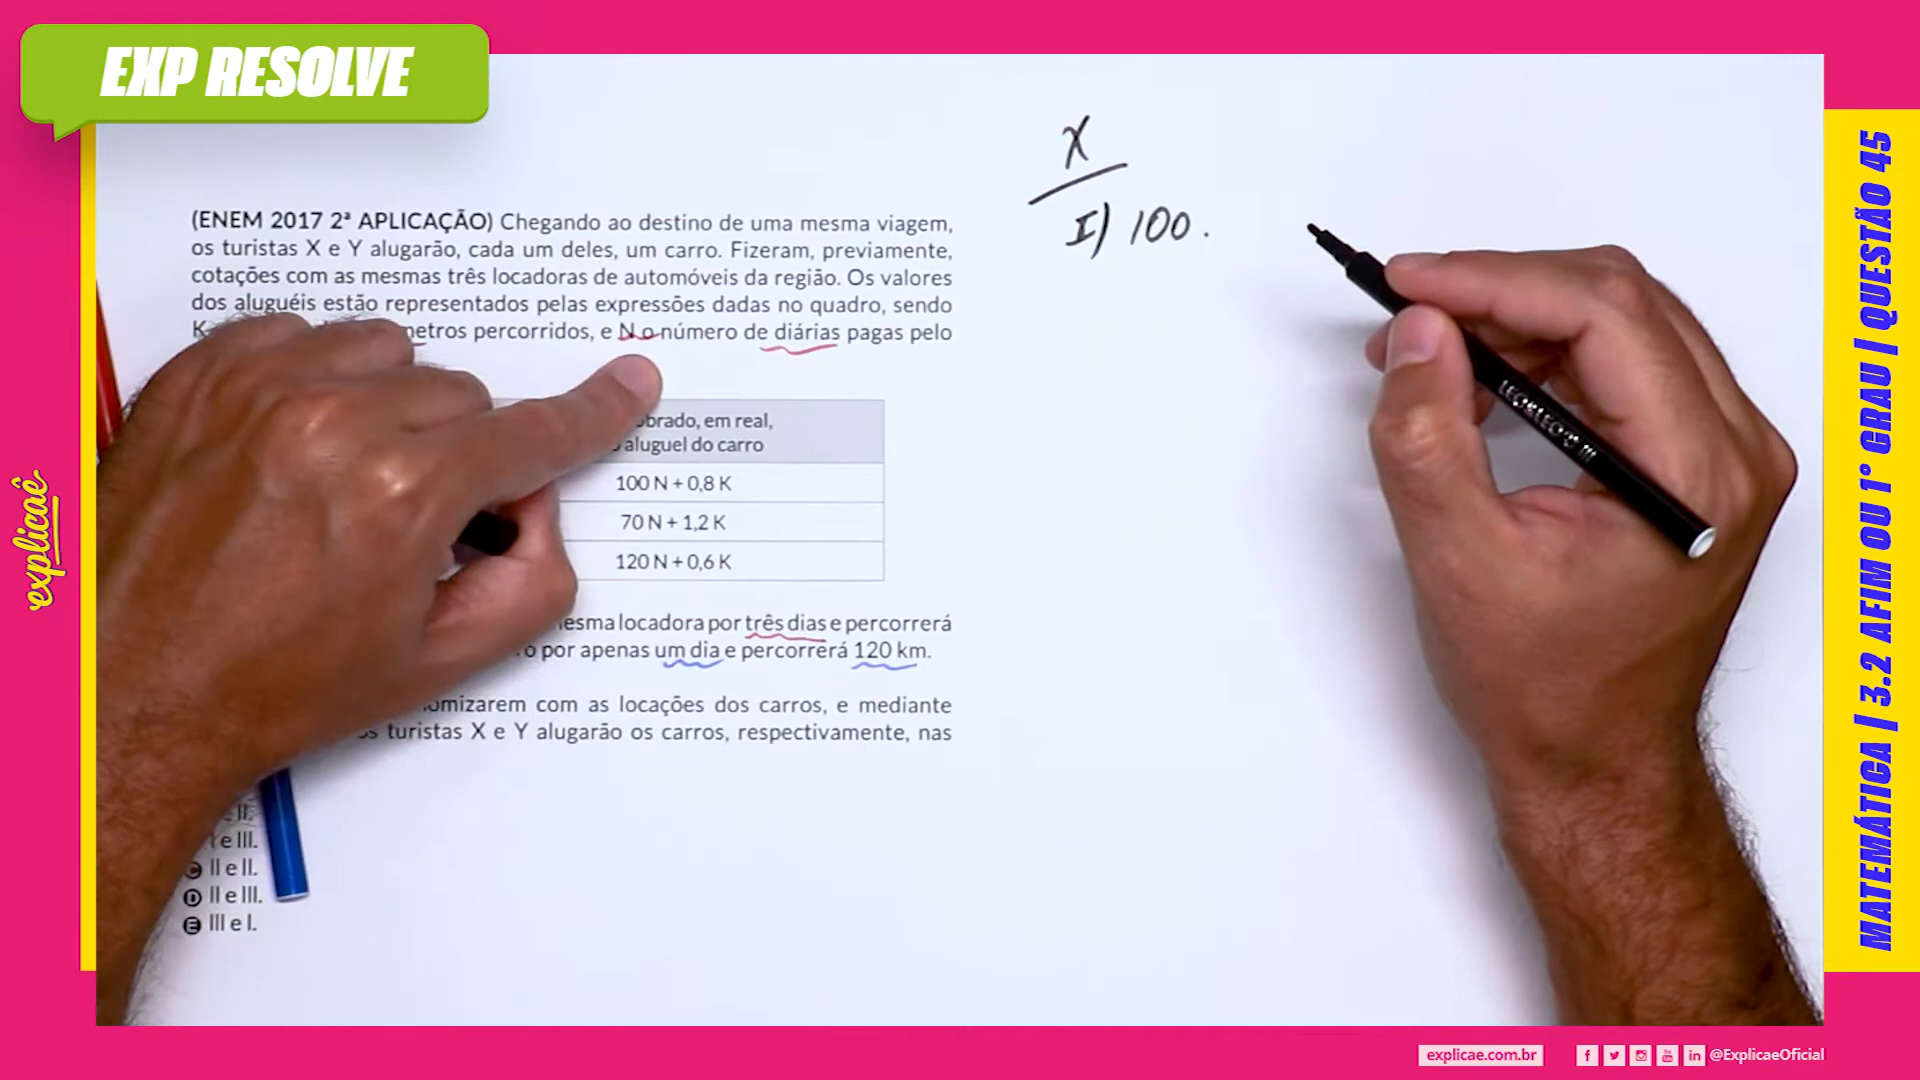 EXP RESOLVE
(ENEM 2017 2ª APLICAÇÃO) Chegando ao destino de uma mesma viagem,
os turistas X e Y alugarão, cada um deles, um carro. Fizeram, previamente,
cotações com as mesmas três locadoras de automóveis da região. Os valores
dos aluguéis estão representados pelas expressões dadas no quadro, sendo
K percorridos, e N o número de diárias pagas pelo
em real,
aluguel do carro
100 N + 0,8 K
70 N + 1,2 K
120 N + 0,6 K
locadora por três dias e percorrerá
por apenas um dia e percorrerá 120 km.
com as locações dos carros, e mediante
turistas X e Y alugarão os carros, respectivamente, nas
e II.
I e III.
C II e II.
D II e III.
E III e I.
X
I) 100.
LEO&LEO
explicaê
MATEMÁTICA | 3.2 AFIM OU 1º GRAU | QUESTÃO 45
explicae.com.br
@ExplicaeOficial